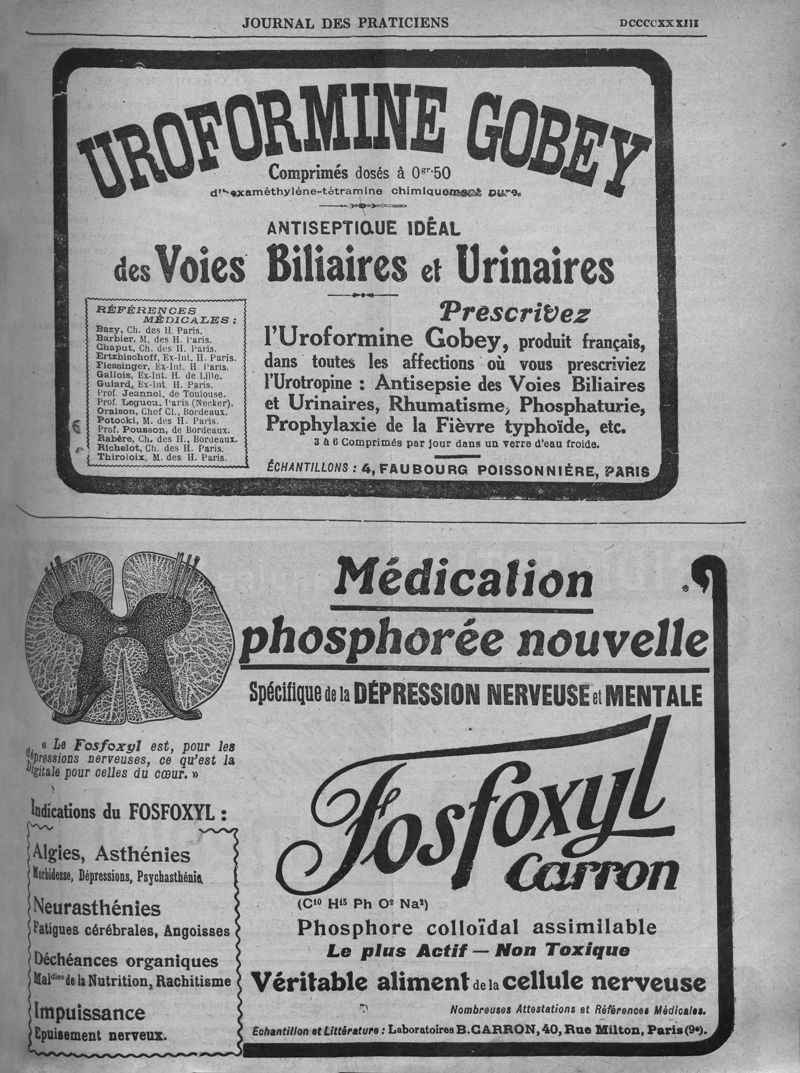 JOURNAL DES PRATICIENS
DCCCCXXXIII
UROFORMINE GOBEY
Comprimés dosés à 0gr.50
d'hexaméthylène-tétramine chimiquement pure.
ANTISEPTIQUE IDÉAL
des Voies Biliaires et Urinaires
RÉFÉRENCES
MÉDICALES :
Bazy, Ch. des H. Paris.
Barbier, M. des H. Paris.
Chaput, Ch. des H. Paris.
Ertzbischoff, Ex-Int. H. Paris.
Fiessinger, Ex-Int. H Paris.
Gallois, Ex-Int. H. de Lille.
Guiard, Ex-Int H. Paris.
Prof. Jeannel, de Toulouse.
Prof. Legueu, Paris (Necker).
Oraison, Chef Cl., Bordeaux.
Potocki, M. des H. Paris.
Prof. Pousson, de Bordeaux.
Rabère, Ch. des H., Bordeaux.
Richelot, Ch. des H. Paris.
Thiroloix, M. des H. Paris.
Prescrivez
l'Uroformine Gobey, produit français,
dans toutes les affections où vous prescriviez
l'Urotropine : Antisepsie des Voies Biliaires
et Urinaires, Rhumatisme, Phosphaturie,
Prophylaxie de la Fièvre typhoïde, etc.
3 à 6 Comprimés par jour dans un verre d'eau froide.
ÉCHANTILLONS : 4, FAUBOURG POISSONNIÈRE, PARIS
Médication
phosphorée nouvelle
Spécifique de la DÉPRESSION NERVEUSE et MENTALE
« Le Fosfoxyl est, pour les
dépressions nerveuses, ce qu'est la
Digitale pour celles du cœur. »
Indications du FOSFOXYL :
Algies, Asthénies
Morbidesse, Dépressions, Psychasthénie
Neurasthénies
Fatigues cérébrales, Angoisses
Déchéances organiques
Maldies de la Nutrition, Rachitisme
Impuissance
Epuisement nerveux.
Fosfoxyl
Carron
(C10 H15 Ph O2 Na2)
Phosphore colloïdal assimilable
Le plus Actif — Non Toxique
Véritable aliment de la cellule nerveuse
Nombreuses Attestations et Références Médicales.
Echantillon et Littérature : Laboratoires B. CARRON, 40, Rue Milton, Paris (9e).